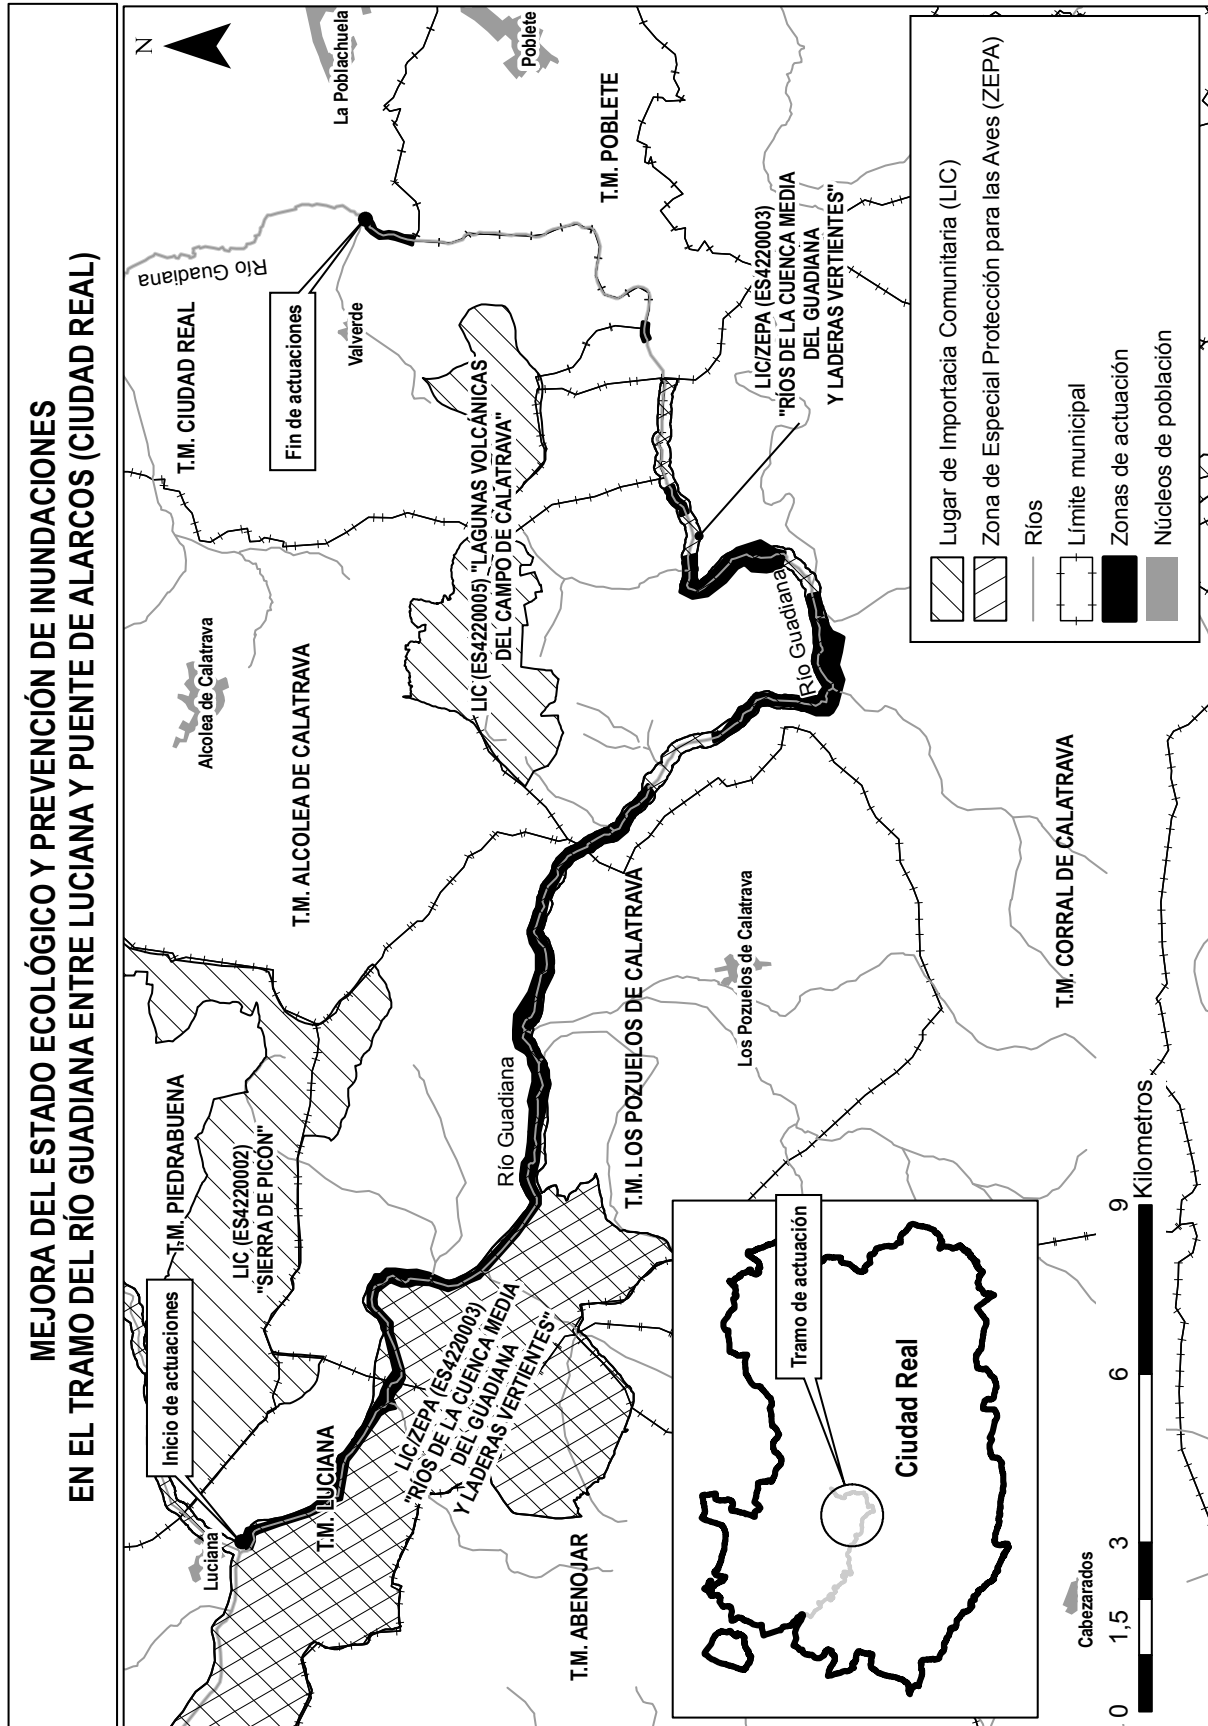 MEJORA DEL ESTADO ECOLÓGICO Y PREVENCIÓN DE INUNDACIONES
EN EL TRAMO DEL RÍO GUADIANA ENTRE LUCIANA Y PUENTE DE ALARCOS (CIUDAD REAL)
N
Inicio de actuaciones
Luciana
T.M. PIEDRABUENA
LIC (ES4220002)
"SIERRA DE PICÓN"
T.M. LUCIANA
LIC/ZEPA (ES4220003)
"RÍOS DE LA CUENCA MEDIA
DEL GUADIANA
Y LADERAS VERTIENTES"
T.M. ABENOJAR
Río Guadiana
Alcolea de Calatrava
T.M. ALCOLEA DE CALATRAVA
T.M. LOS POZUELOS DE CALATRAVA
Los Pozuelos de Calatrava
T.M. CIUDAD REAL
Río Guadiana
Fin de actuaciones
Valverde
LIC (ES4220005) "LAGUNAS VOLCÁNICAS
DEL CAMPO DE CALATRAVA"
La Poblachuela
Poblete
T.M. POBLETE
LIC/ZEPA (ES4220003)
"RÍOS DE LA CUENCA MEDIA
DEL GUADIANA
Y LADERAS VERTIENTES"
Río Guadiana
T.M. CORRAL DE CALATRAVA
Tramo de actuación
Ciudad Real
Cabezarados
0 1,5 3 6 9
Kilometros
Lugar de Importacia Comunitaria (LIC)
Zona de Especial Protección para las Aves (ZEPA)
Ríos
Límite municipal
Zonas de actuación
Núcleos de población